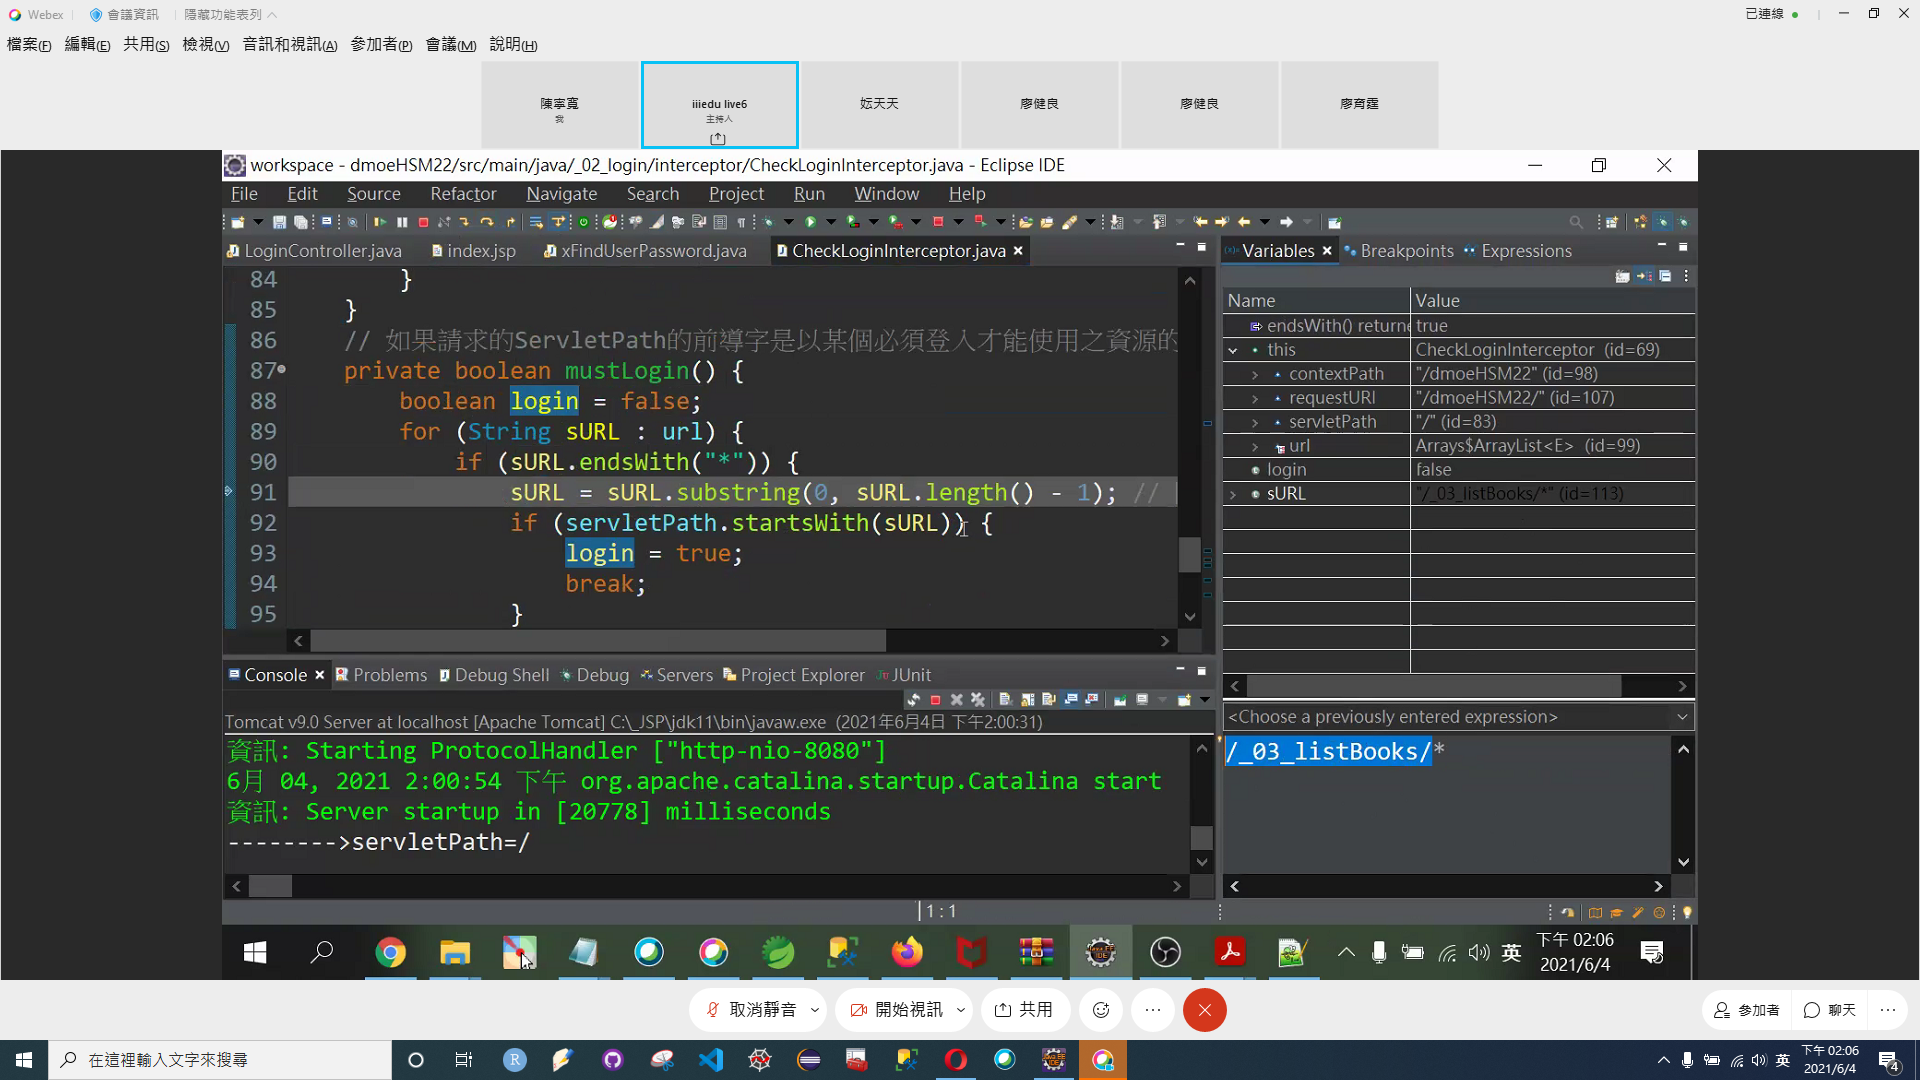 Webex 會議資訊 隱藏功能表列 已連線
檔案(F) 編輯(E) 共用(S) 檢視(V) 音訊和視訊(A) 參加者(P) 會議(M) 說明(H)
陳寧寬 iiiedu live6 妘天天 廖健良 廖健良 廖育霆
我 主持人
workspace - dmoeHSM22/src/main/java/_02_login/interceptor/CheckLoginInterceptor.java - Eclipse IDE
File Edit Source Refactor Navigate Search Project Run Window Help
LoginController.java index.jsp xFindUserPassword.java CheckLoginInterceptor.java
84 }
85 }
86 // 如果請求的ServletPath的前導字是以某個必須登入才能使用之資源的
87 private boolean mustLogin() {
88 boolean login = false;
89 for (String sURL : url) {
90 if (sURL.endsWith("*")) {
91 sURL = sURL.substring(0, sURL.length() - 1); //
92 if (servletPath.startsWith(sURL)) {
93 login = true;
94 break;
95 }
Variables Breakpoints Expressions
Name Value
endsWith() returne true
this CheckLoginInterceptor (id=69)
contextPath "/dmoeHSM22" (id=98)
requestURI "/dmoeHSM22/" (id=107)
servletPath "/" (id=83)
url Arrays$ArrayList<E> (id=99)
login false
sURL "/_03_listBooks/*" (id=113)
<Choose a previously entered expression>
/_03_listBooks/*
Console Problems Debug Shell Debug Servers Project Explorer JUnit
Tomcat v9.0 Server at localhost [Apache Tomcat] C:\_JSP\jdk11\bin\javaw.exe (2021年6月4日 下午2:00:31)
資訊: Starting ProtocolHandler ["http-nio-8080"]
6月 04, 2021 2:00:54 下午 org.apache.catalina.startup.Catalina start
資訊: Server startup in [20778] milliseconds
-------->servletPath=/
1 : 1
英 下午 02:06
2021/6/4
取消靜音 開始視訊 共用 參加者 聊天
在這裡輸入文字來搜尋 英 下午 02:06
2021/6/4 4